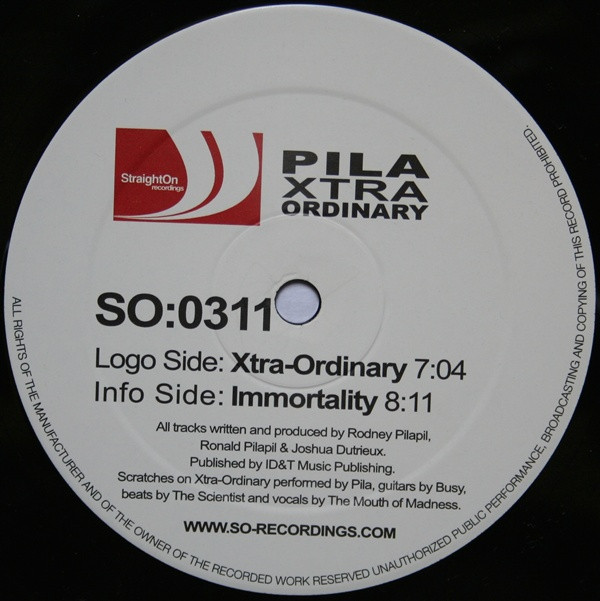 StraightOn
recordings
PILA
XTRA
ORDINARY
SO:0311
Logo Side: Xtra-Ordinary 7:04
Info Side: Immortality 8:11
All tracks written and produced by Rodney Pilapil,
Ronald Pilapil & Joshua Dutrieux.
Published by ID&T Music Publishing.
Scratches on Xtra-Ordinary performed by Pila, guitars by Busy,
beats by The Scientist and vocals by The Mouth of Madness.
WWW.SO-RECORDINGS.COM
ALL RIGHTS OF THE MANUFACTURER AND OF THE OWNER OF THE RECORDED WORK RESERVED UNAUTHORIZED PUBLIC PERFORMANCE, BROADCASTING AND COPYING OF THIS RECORD PROHIBITED.